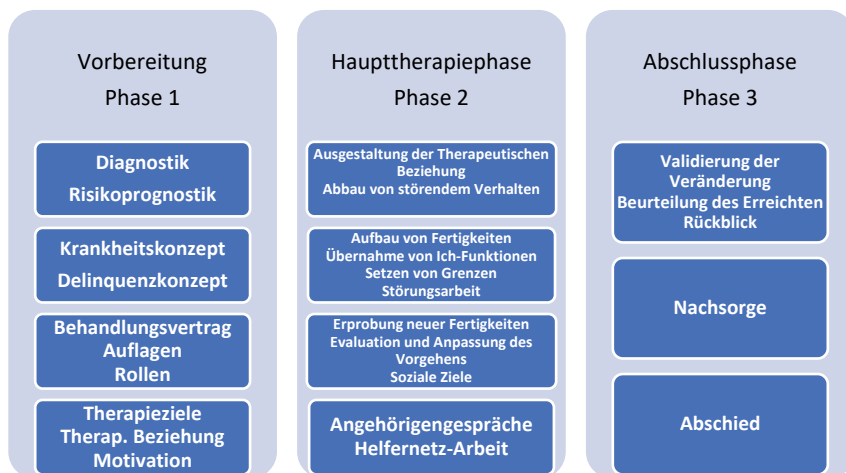 Vorbereitung
Phase 1
Diagnostik
Risikoprognostik
Krankheitskonzept
Delinquenzkonzept
Behandlungsvertrag
Auflagen
Rollen
Therapieziele
Therap. Beziehung
Motivation
Haupttherapiephase
Phase 2
Ausgestaltung der Therapeutischen
Beziehung
Abbau von störendem Verhalten
Aufbau von Fertigkeiten
Übernahme von Ich-Funktionen
Setzen von Grenzen
Störungsarbeit
Erprobung neuer Fertigkeiten
Evaluation und Anpassung des
Vorgehens
Soziale Ziele
Angehörigengespräche
Helfernetz-Arbeit
Abschlussphase
Phase 3
Validierung der
Veränderung
Beurteilung des Erreichten
Rückblick
Nachsorge
Abschied